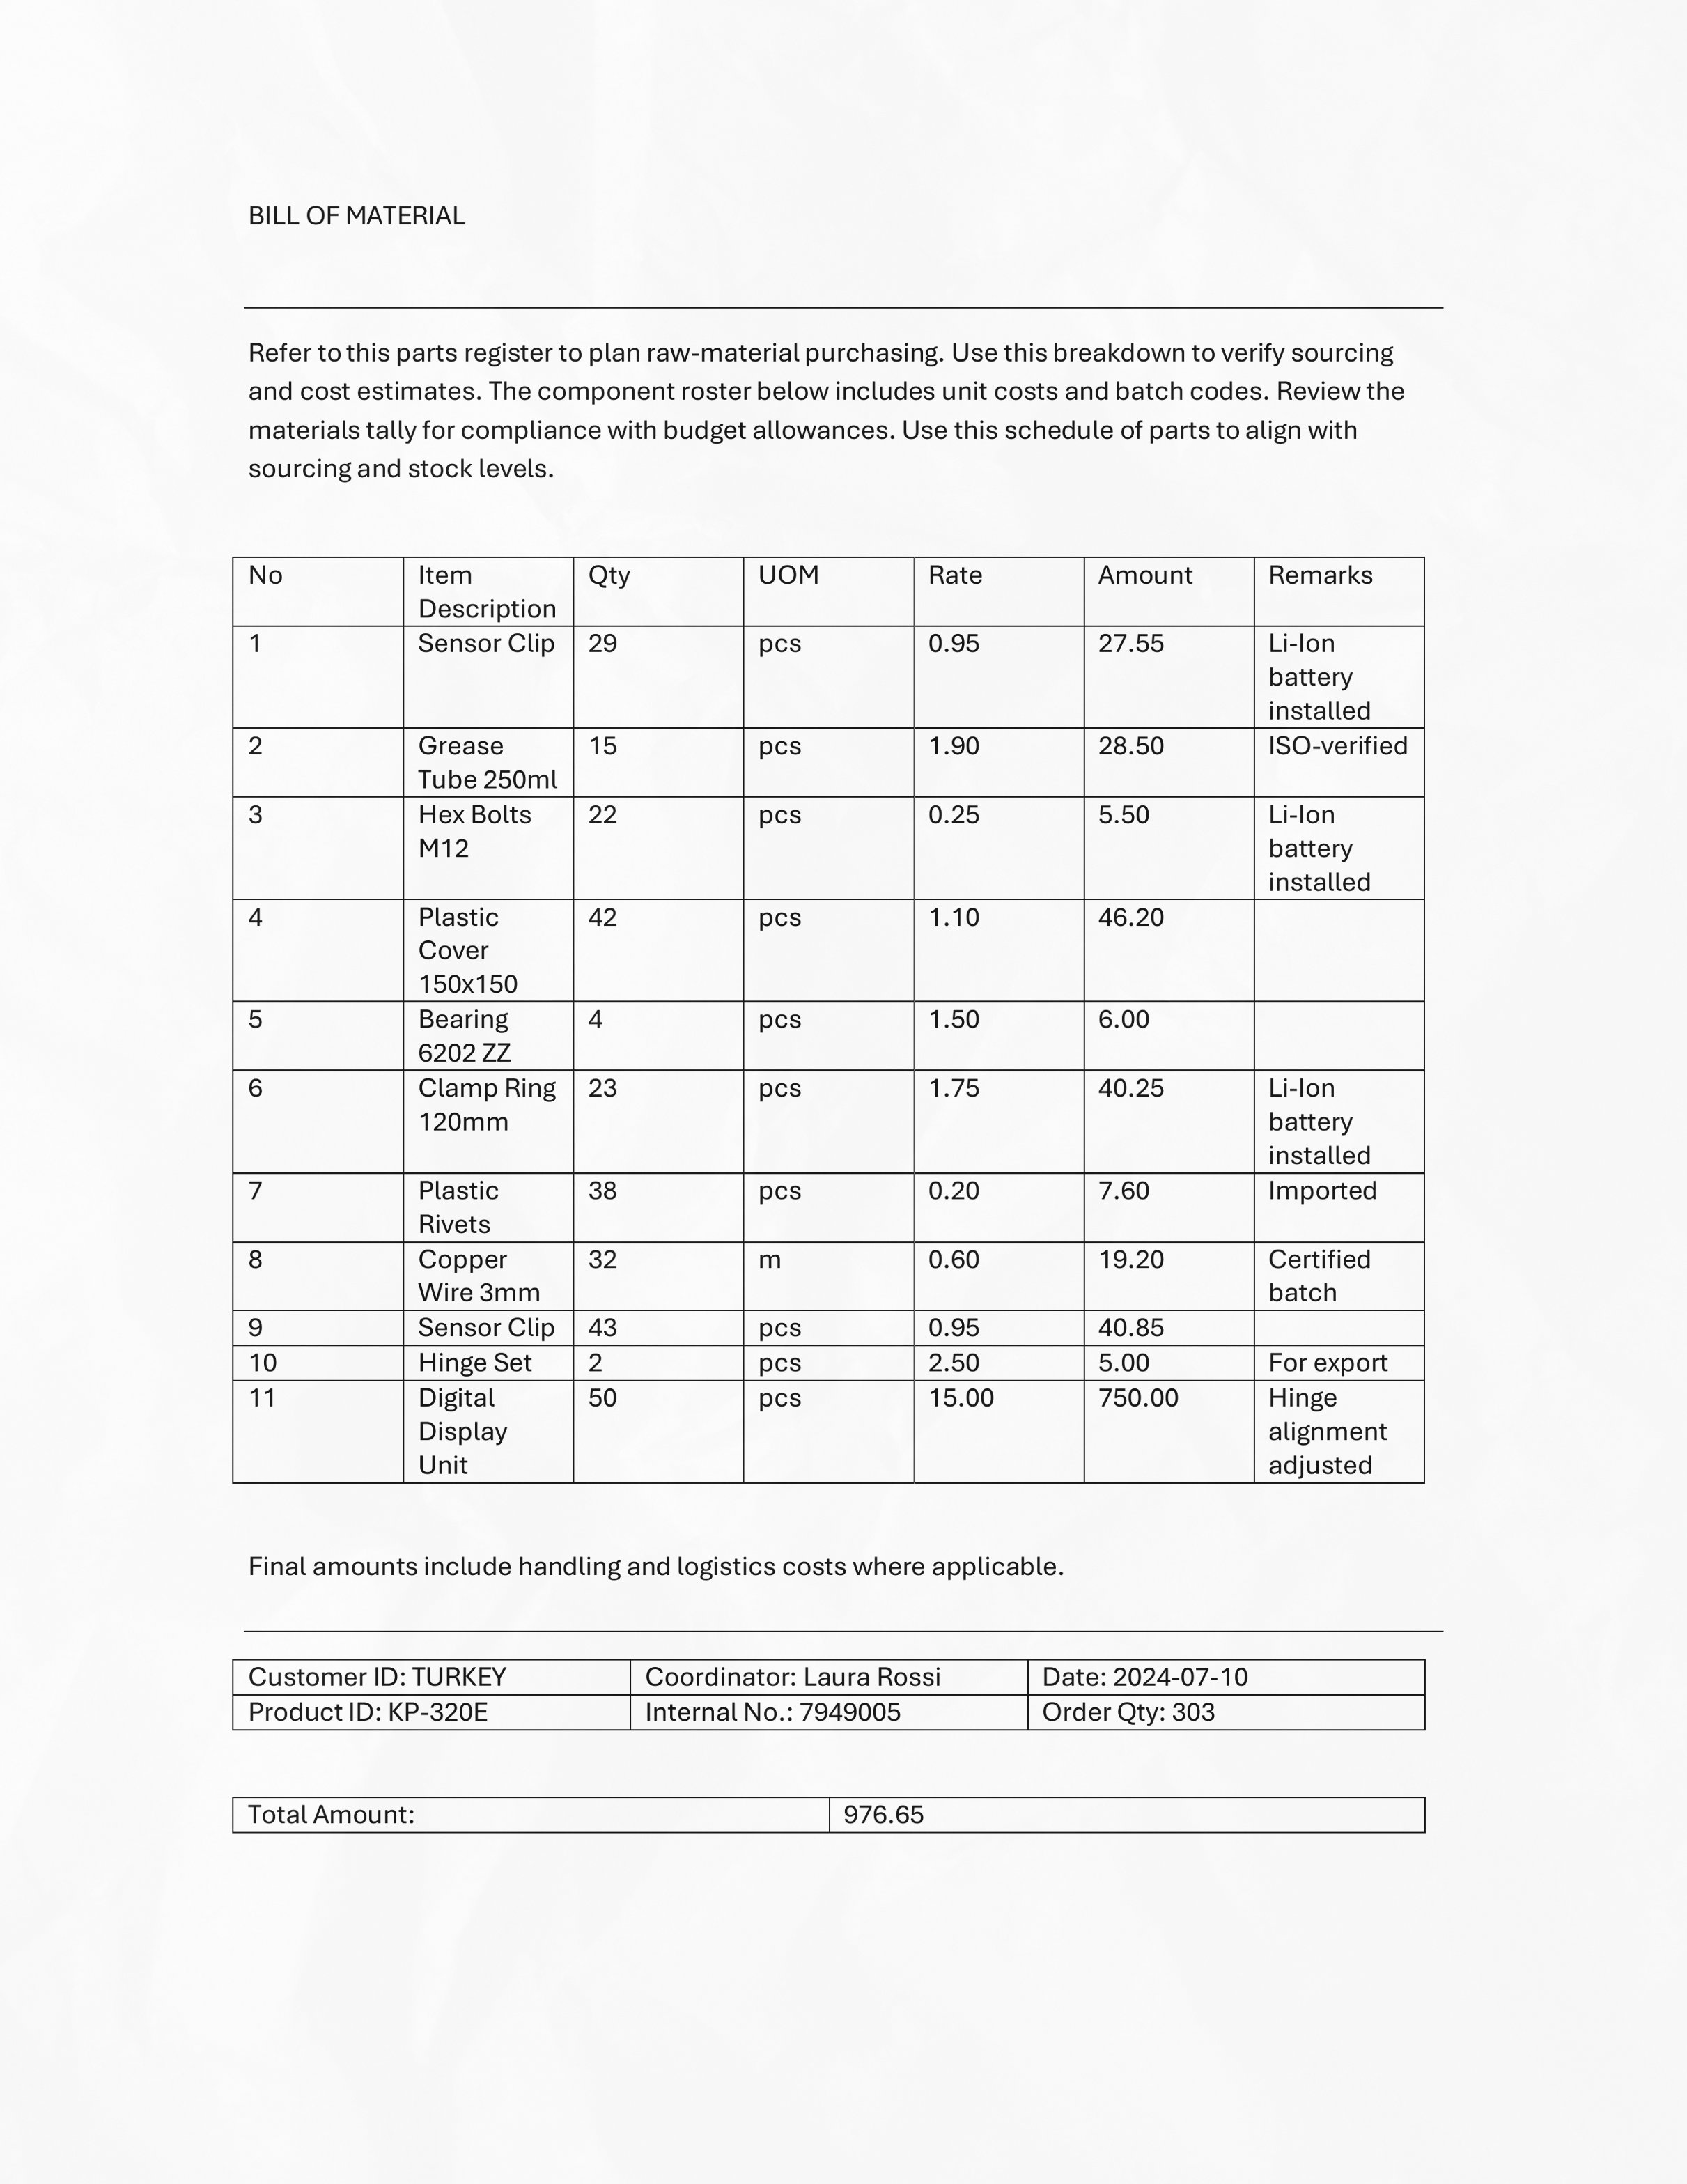 BILL OF MATERIAL
Refer to this parts register to plan raw-material purchasing. Use this breakdown to verify sourcing
and cost estimates. The component roster below includes unit costs and batch codes. Review the
materials tally for compliance with budget allowances. Use this schedule of parts to align with
sourcing and stock levels.
No Item Description Qty UOM Rate Amount Remarks
1 Sensor Clip 29 pcs 0.95 27.55 Li-Ion battery installed
2 Grease Tube 250ml 15 pcs 1.90 28.50 ISO-verified
3 Hex Bolts M12 22 pcs 0.25 5.50 Li-Ion battery installed
4 Plastic Cover 150x150 42 pcs 1.10 46.20
5 Bearing 6202 ZZ 4 pcs 1.50 6.00
6 Clamp Ring 120mm 23 pcs 1.75 40.25 Li-Ion battery installed
7 Plastic Rivets 38 pcs 0.20 7.60 Imported
8 Copper Wire 3mm 32 m 0.60 19.20 Certified batch
9 Sensor Clip 43 pcs 0.95 40.85
10 Hinge Set 2 pcs 2.50 5.00 For export
11 Digital Display Unit 50 pcs 15.00 750.00 Hinge alignment adjusted
Final amounts include handling and logistics costs where applicable.
Customer ID: TURKEY Coordinator: Laura Rossi Date: 2024-07-10
Product ID: KP-320E Internal No.: 7949005 Order Qty: 303
Total Amount: 976.65